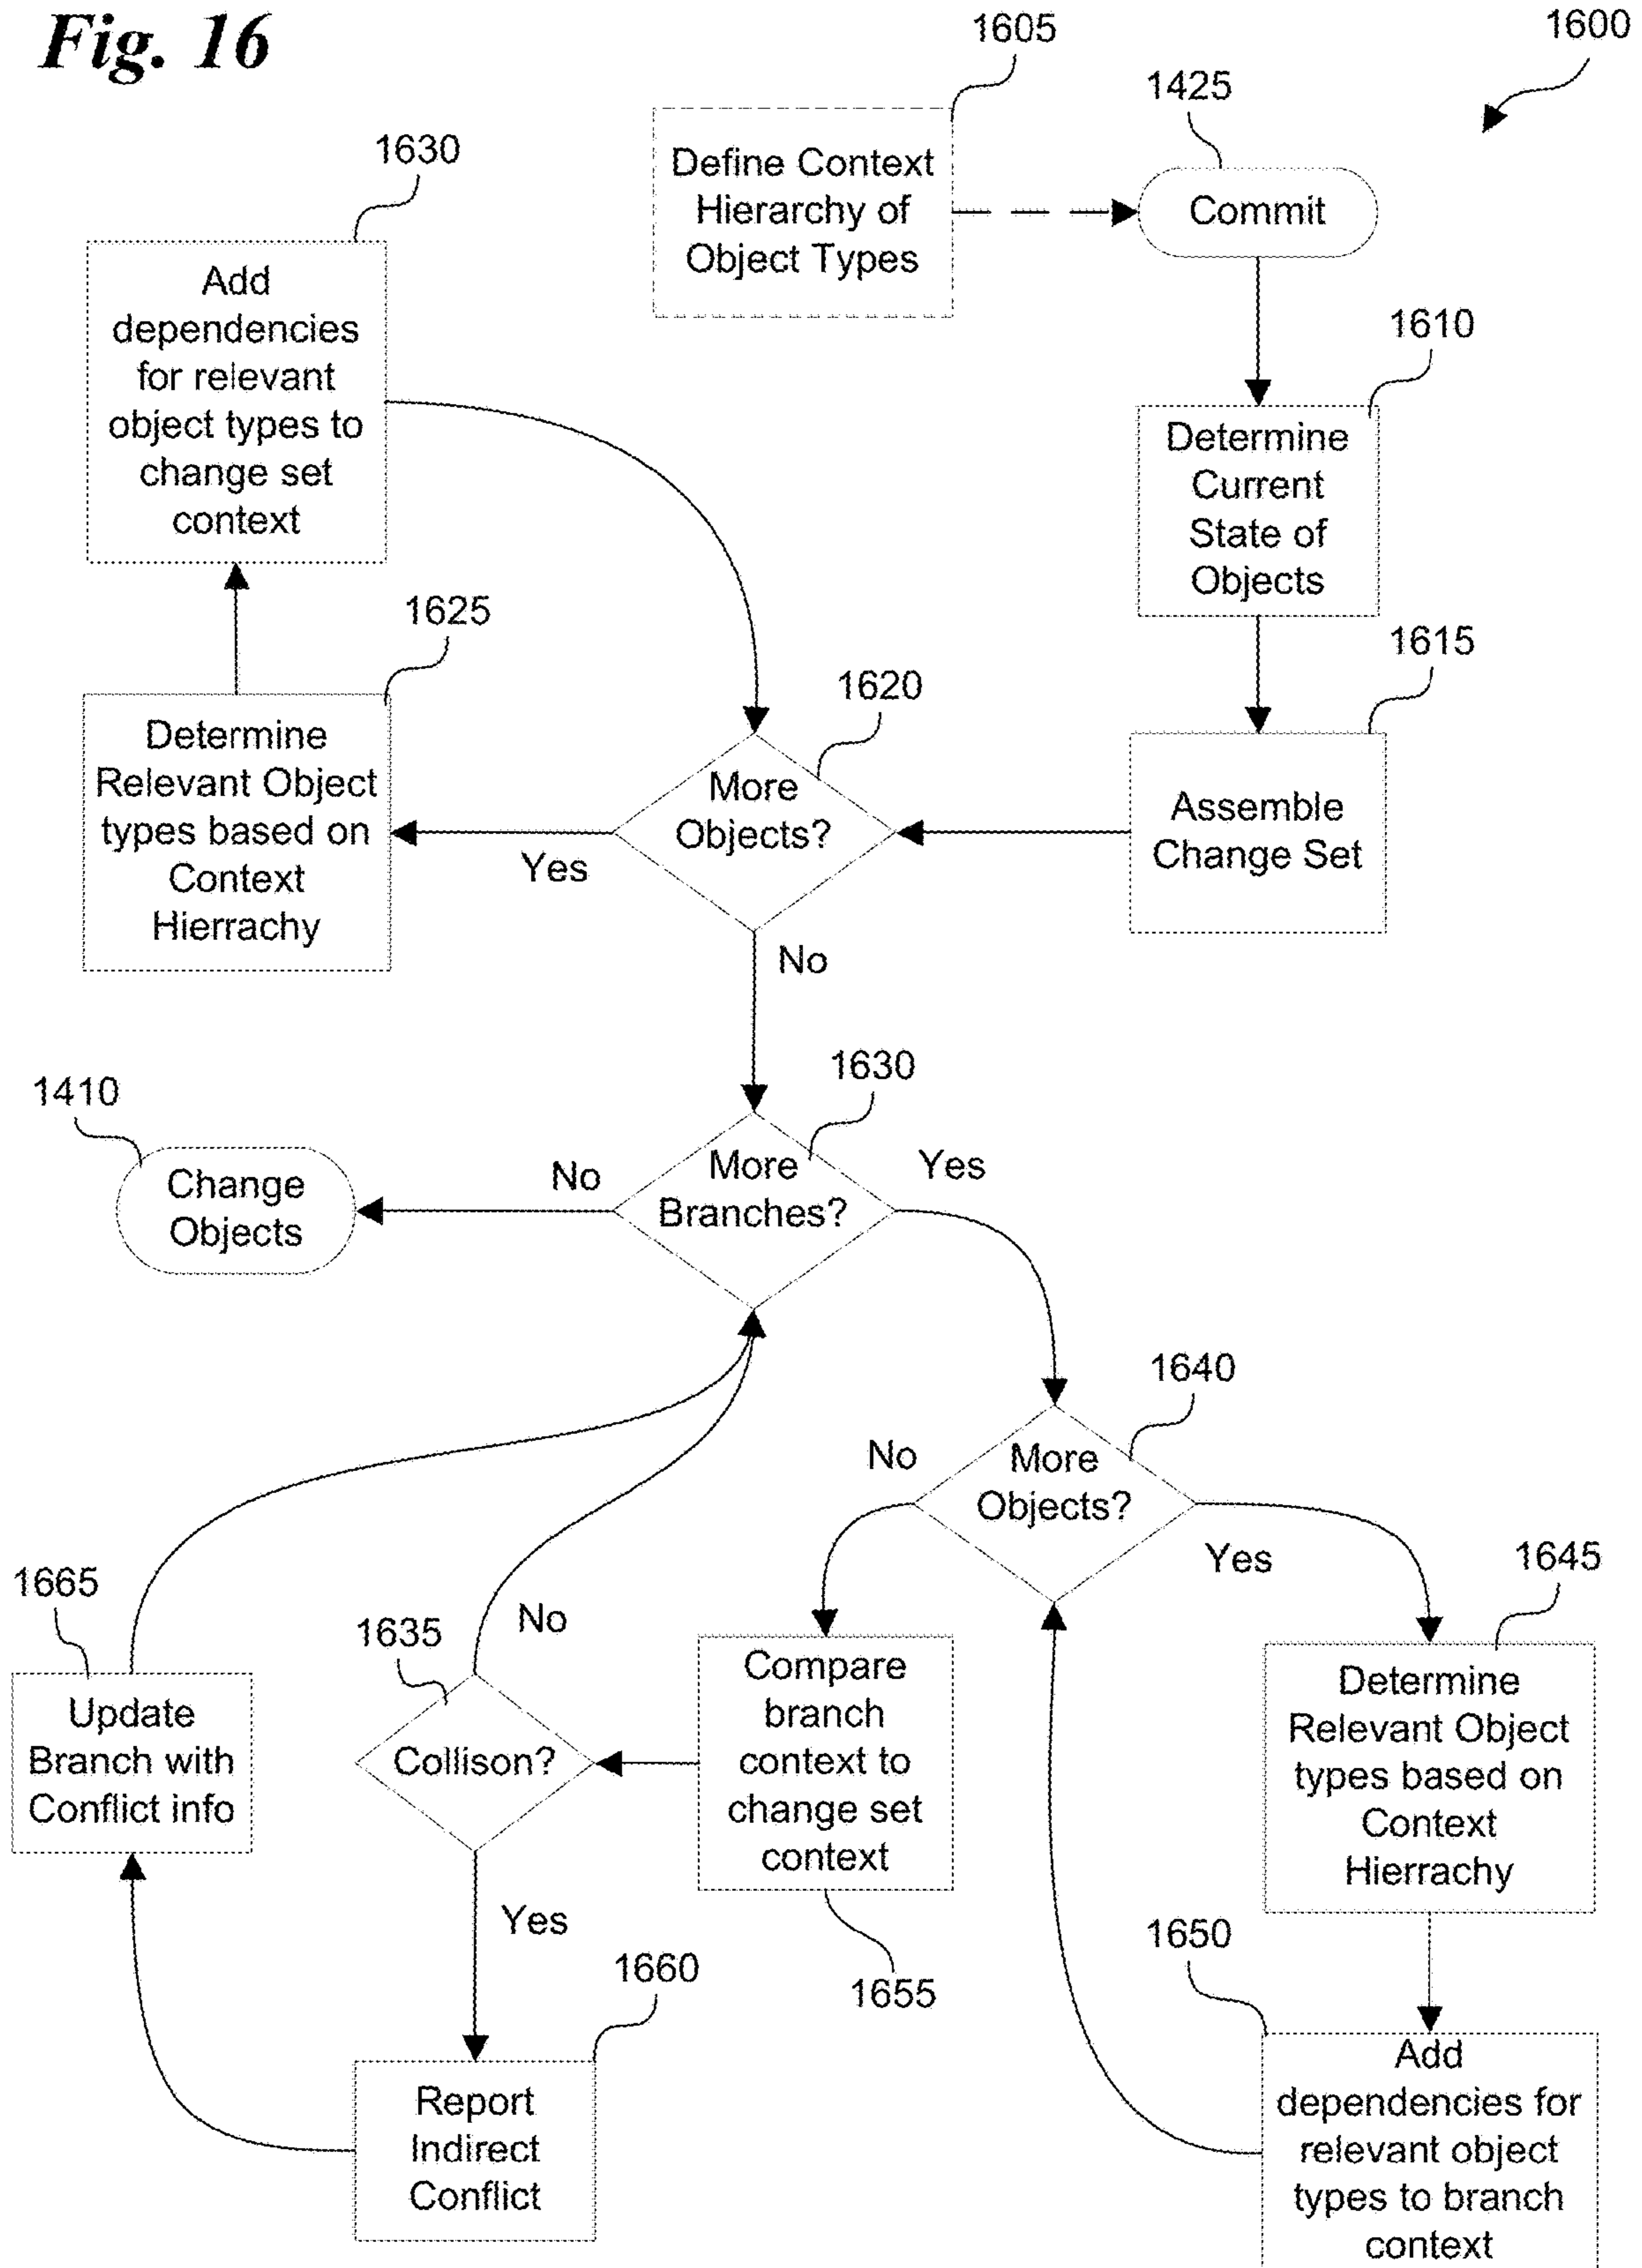 Fig. 16
1605
1600
1425
Define Context
Hierarchy of
Object Types
Commit
1630
Add
dependencies
for relevant
object types to
change set
context
1610
Determine
Current
State of
Objects
1625
Determine
Relevant Object
types based on
Context
Hierrachy
1620
More
Objects?
Yes
No
1615
Assemble
Change Set
1410
Change
Objects
No
1630
More
Branches?
Yes
1640
More
Objects?
No
Yes
1665
Update
Branch with
Conflict info
1635
Collison?
No
Yes
Compare
branch
context to
change set
context
1655
1645
Determine
Relevant Object
types based on
Context
Hierrachy
1660
Report
Indirect
Conflict
1650
Add
dependencies for
relevant object
types to branch
context